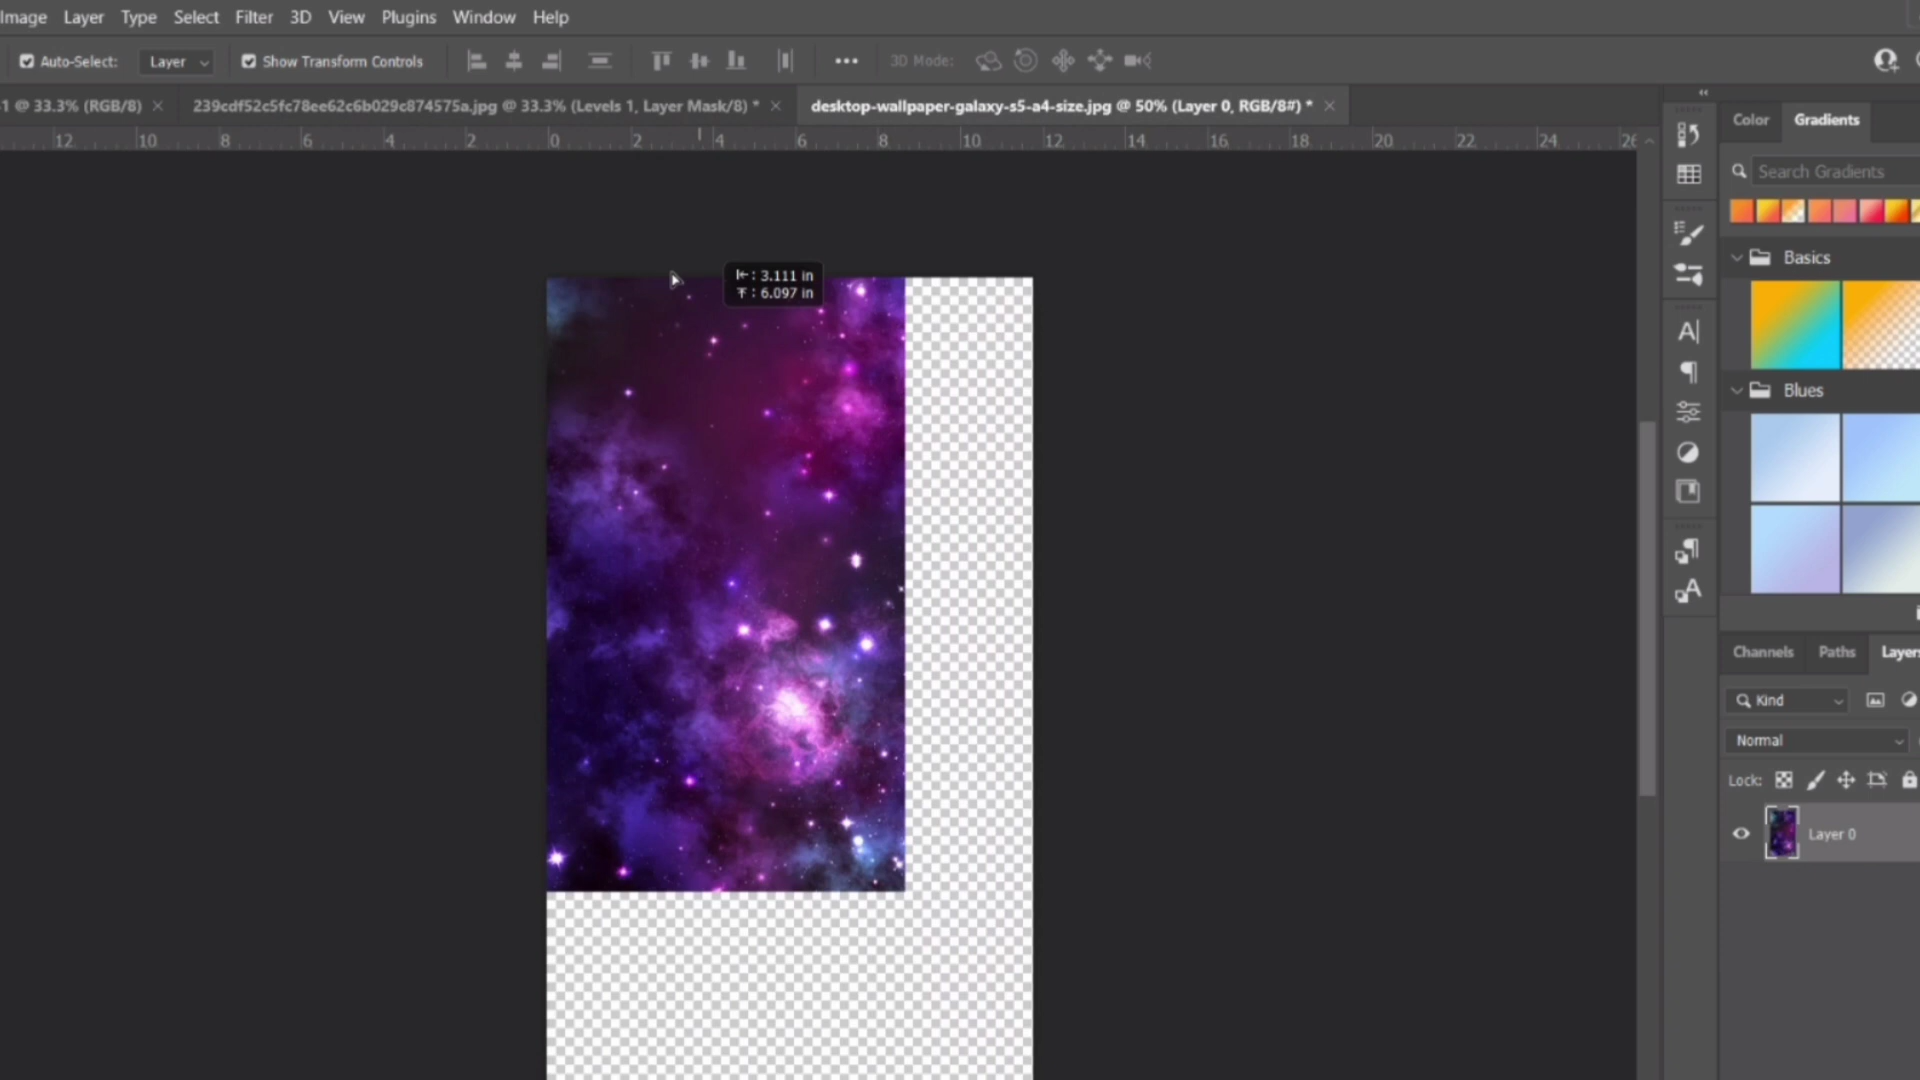 Image Layer Type Select Filter 3D View Plugins Window Help
Auto-Select: Layer Show Transform Controls 3D Mode:
1 @ 33.3% (RGB/8) × 239cdf52c5fc78ee62c6b029c874575a.jpg @ 33.3% (Levels 1, Layer Mask/8) * × desktop-wallpaper-galaxy-s5-a4-size.jpg @ 50% (Layer 0, RGB/8#) * ×
12 10 8 6 4 2 0 2 4 6 8 10 12 14 16 18 20 22 24 26
Color Gradients
Search Gradients
Basics
: 3.111 in
: 6.097 in
Blues
Channels Paths Layers
Kind
Normal
Lock:
Layer 0